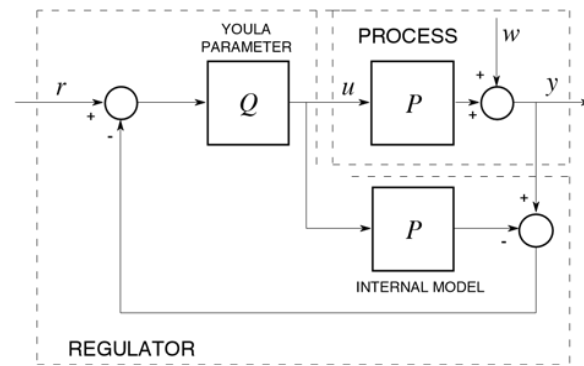 YOULA
PARAMETER
PROCESS
w
r
+
-
Q
u
P
+
+
y
+
P
-
INTERNAL MODEL
REGULATOR